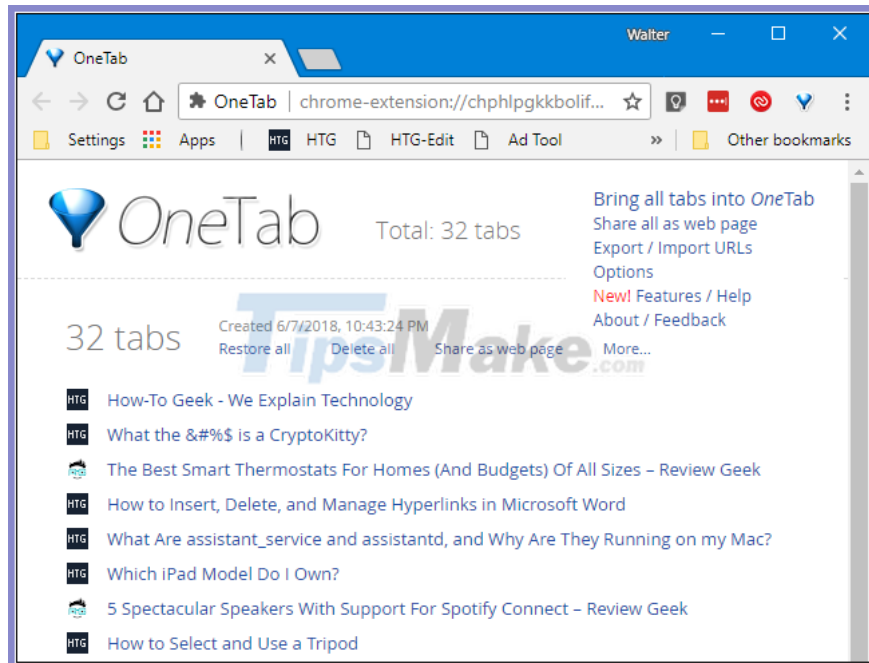 Walter
OneTab
OneTab | chrome-extension://chphlpgkkbolif...
Settings Apps HTG HTG HTG-Edit Ad Tool » Other bookmarks
OneTab Total: 32 tabs
Bring all tabs into OneTab
Share all as web page
Export / Import URLs
Options
New! Features / Help
About / Feedback
32 tabs
Created 6/7/2018, 10:43:24 PM
Restore all Delete all Share as web page More...
TipsMake.com
HTG How-To Geek - We Explain Technology
HTG What the &#%$ is a CryptoKitty?
The Best Smart Thermostats For Homes (And Budgets) Of All Sizes – Review Geek
HTG How to Insert, Delete, and Manage Hyperlinks in Microsoft Word
HTG What Are assistant_service and assistantd, and Why Are They Running on my Mac?
HTG Which iPad Model Do I Own?
5 Spectacular Speakers With Support For Spotify Connect – Review Geek
HTG How to Select and Use a Tripod